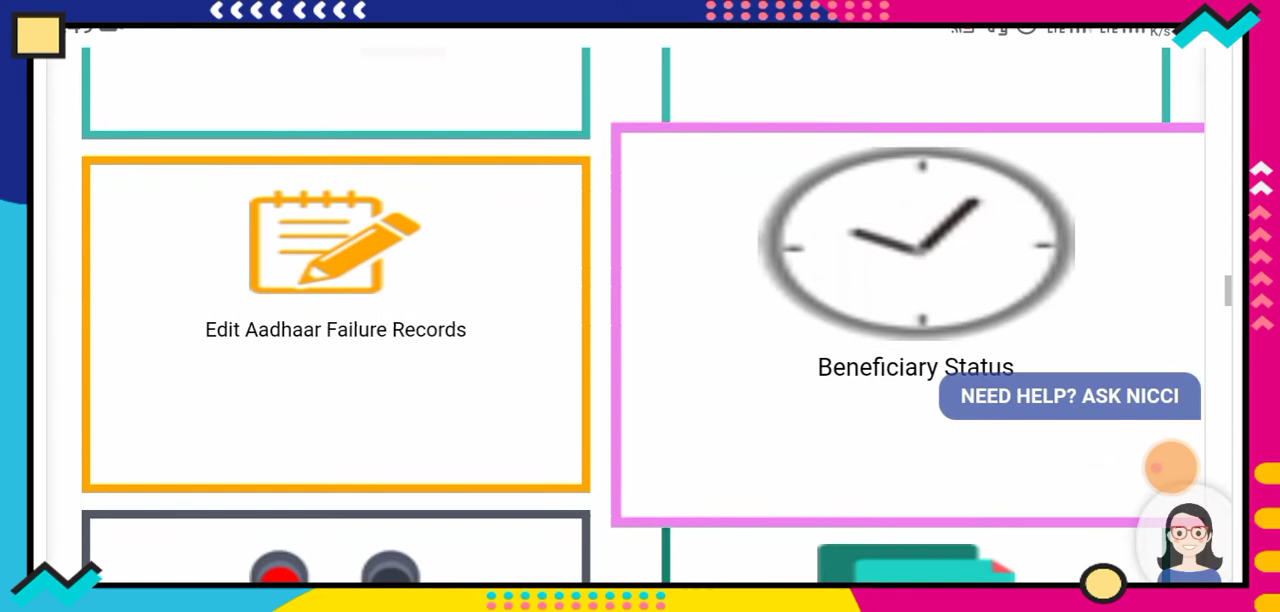 K/s
Edit Aadhaar Failure Records
Beneficiary Status
NEED HELP? ASK NICCI